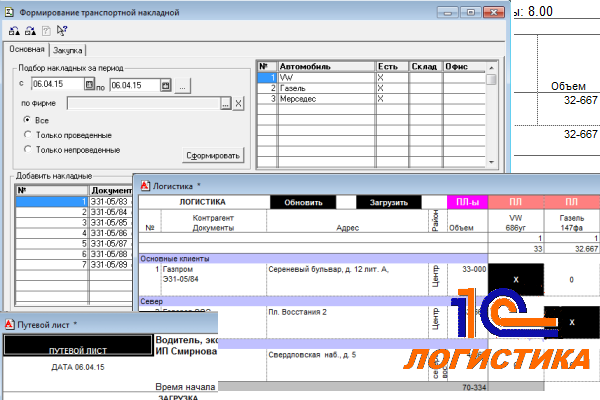 Формирование транспортной накладной
ы: 8.00
Основная Закупка
Подбор накладных за период
с 06.04.15 по 06.04.15 ...
по фирме ... X
Все
Только проведенные
Только непроведенные
Сформировать
№ Автомобиль Есть Склад Офис
1 VW X
2 Газель X
3 Мерседес X
Объем
32-667
32-667
Добавить накладные
№ Документ
1 ЭЗ1-05/83
2 ЭЗ1-05/84
3 ЭЗ1-05/85
4 ЭЗ1-05/86
5 ЭЗ1-05/87
6 ЭЗ1-05/88
7 ЭЗ1-05/89
Логистика *
ЛОГИСТИКА Обновить Загрузить ПЛ-ы ПЛ ПЛ
№ Контрагент Документы Адрес Район Объем VW 686уг Газель 147фа
1 1
33 32.667
Основные клиенты
1 Газпром Сереневый бульвар, д. 12 лит. А, Центр 33-000 X 0
ЭЗ1-05/84
Север
Пл. Восстания 2 Центр X
Свердловская наб., д. 5
70-334
1С
ЛОГИСТИКА
Путевой лист *
ПУТЕВОЙ ЛИСТ
ДАТА 06.04.15
Водитель, экс
ИП Смирнова
Время начала
ЗАГРУЗКА